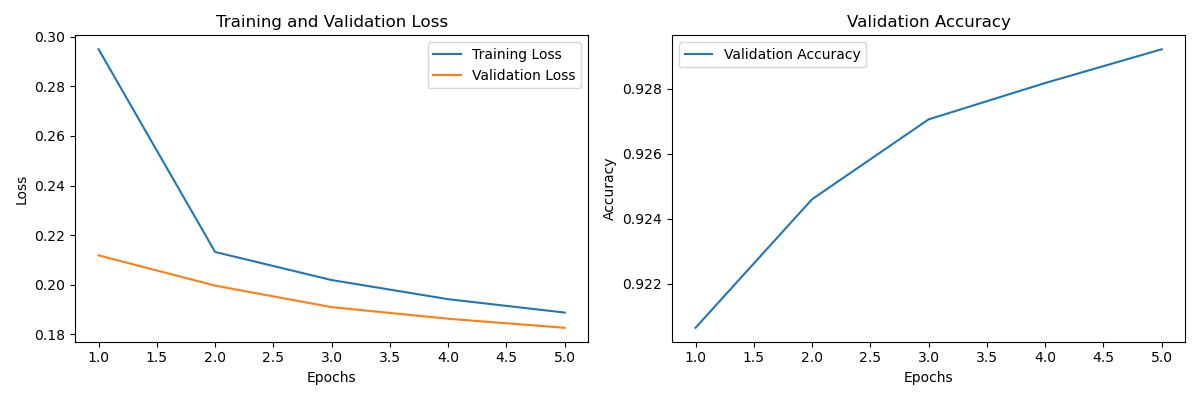 Training and Validation Loss
Training Loss
Validation Loss
0.30
0.28
0.26
0.24
0.22
0.20
0.18
Loss
1.0 1.5 2.0 2.5 3.0 3.5 4.0 4.5 5.0
Epochs
Validation Accuracy
Validation Accuracy
0.928
0.926
0.924
0.922
Accuracy
1.0 1.5 2.0 2.5 3.0 3.5 4.0 4.5 5.0
Epochs